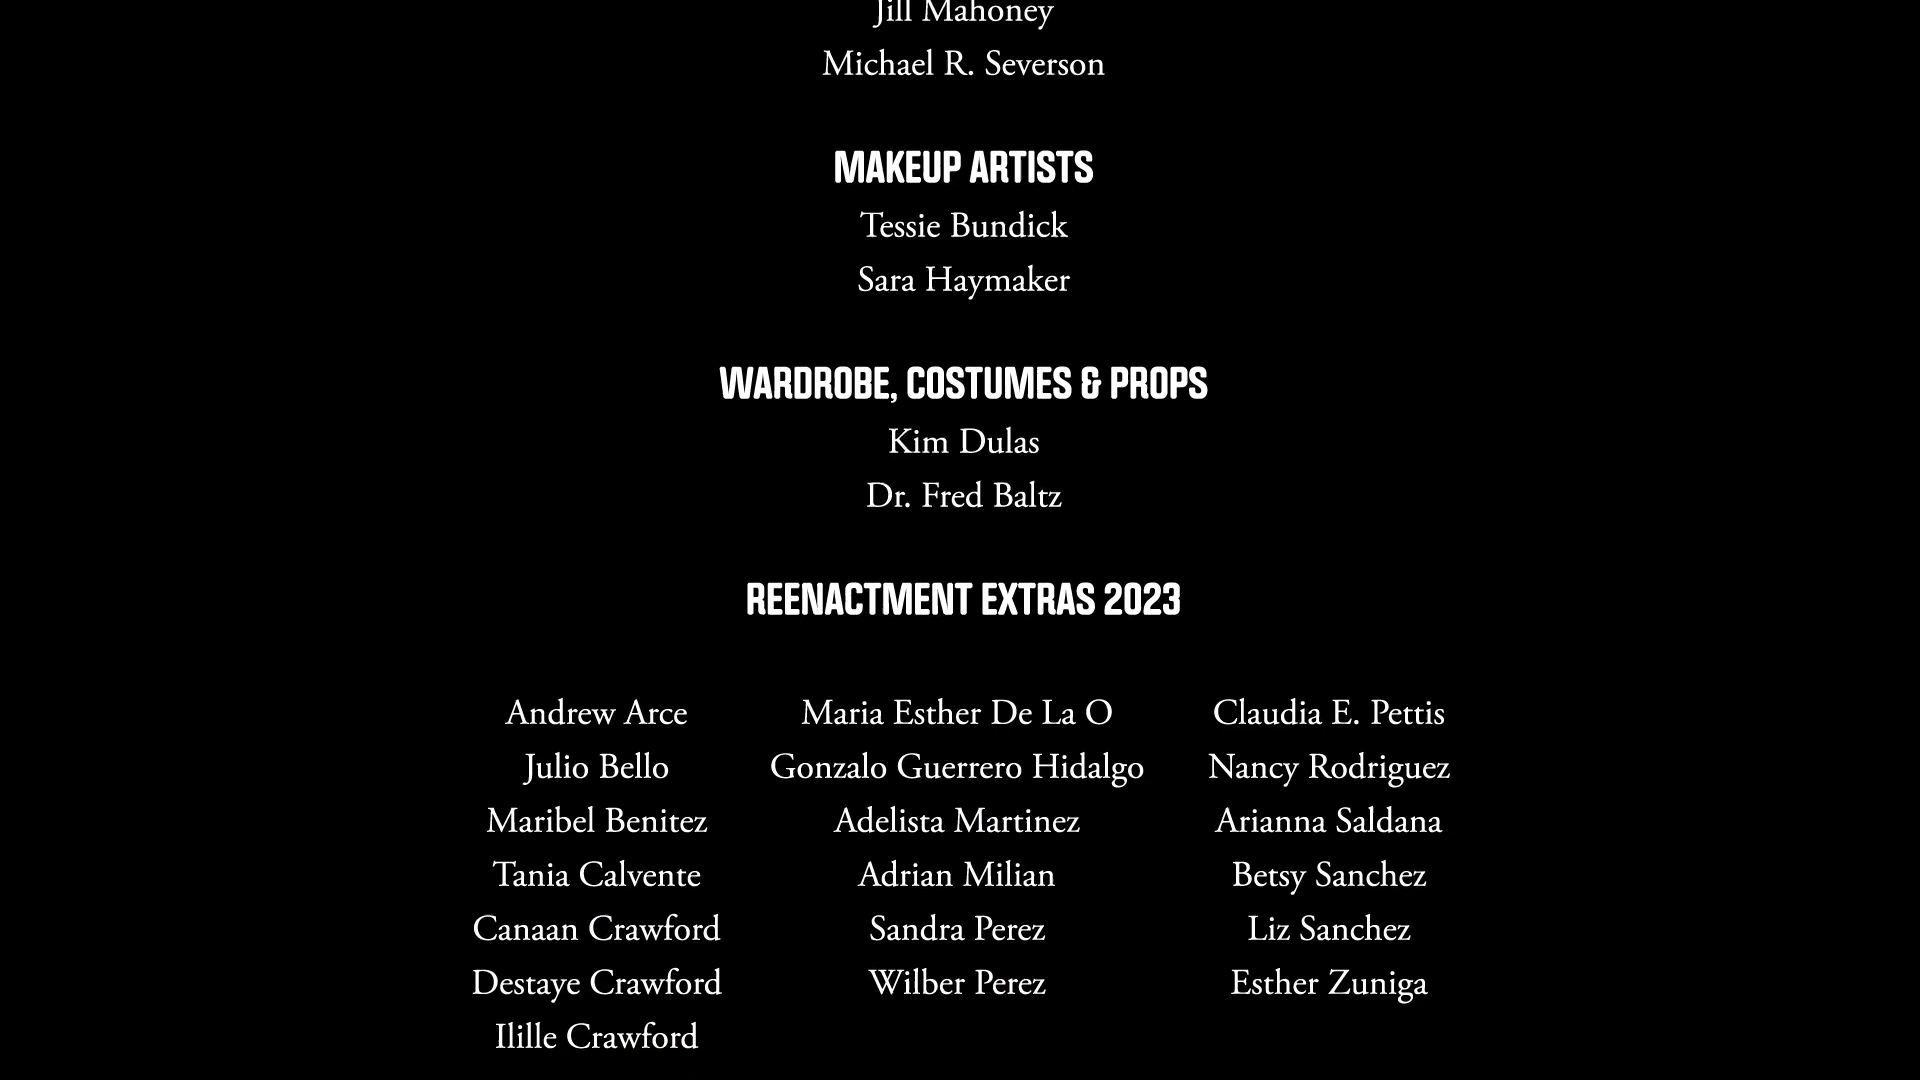 Jill Mahoney
Michael R. Severson
MAKEUP ARTISTS
Tessie Bundick
Sara Haymaker
WARDROBE, COSTUMES & PROPS
Kim Dulas
Dr. Fred Baltz
REENACTMENT EXTRAS 2023
Andrew Arce
Julio Bello
Maribel Benitez
Tania Calvente
Canaan Crawford
Destaye Crawford
Ilille Crawford
Maria Esther De La O
Gonzalo Guerrero Hidalgo
Adelista Martinez
Adrian Milian
Sandra Perez
Wilber Perez
Claudia E. Pettis
Nancy Rodriguez
Arianna Saldana
Betsy Sanchez
Liz Sanchez
Esther Zuniga